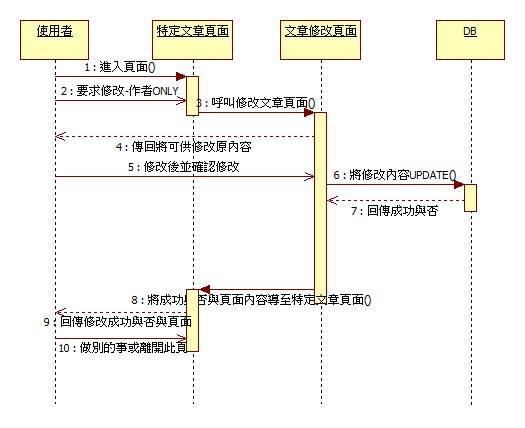 使用者
特定文章頁面
文章修改頁面
DB
1 : 進入頁面()
2 : 要求修改-作者ONLY
3 : 呼叫修改文章頁面()
4 : 傳回將可供修改原內容
5 : 修改後並確認修改
6 : 將修改內容UPDATE()
7 : 回傳成功與否
8 : 將成功與否與頁面內容導至特定文章頁面()
9 : 回傳修改成功與否與頁面
10 : 做別的事或離開此頁